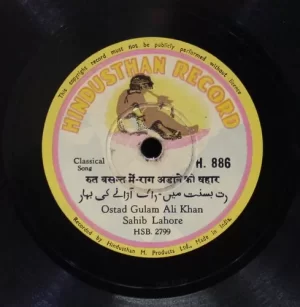 This copyright record must not be publicly performed without licence
HINDUSTHAN RECORD
Classical
Song
H. 886
रुत बसन्त में-राग अडाने की बहार
رت بسنت میں-راگ اڑانے کی بہار
Ostad Gulam Ali Khan
Sahib Lahore
HSB. 2799
Recorded by Hindusthan M. Products Ltd., Made in India.